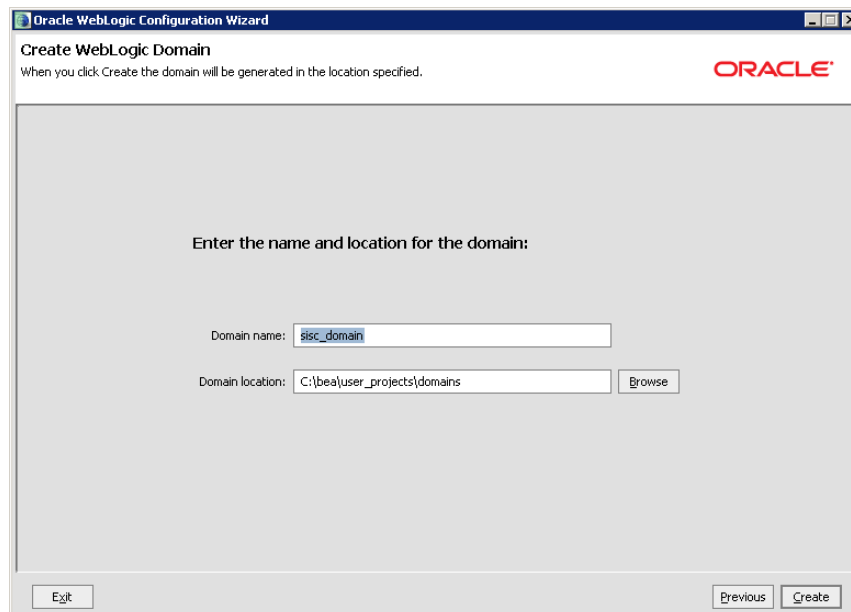 Oracle WebLogic Configuration Wizard
Create WebLogic Domain
When you click Create the domain will be generated in the location specified.
ORACLE
Enter the name and location for the domain:
Domain name: sisc_domain
Domain location: C:\bea\user_projects\domains Browse
Exit Previous Create